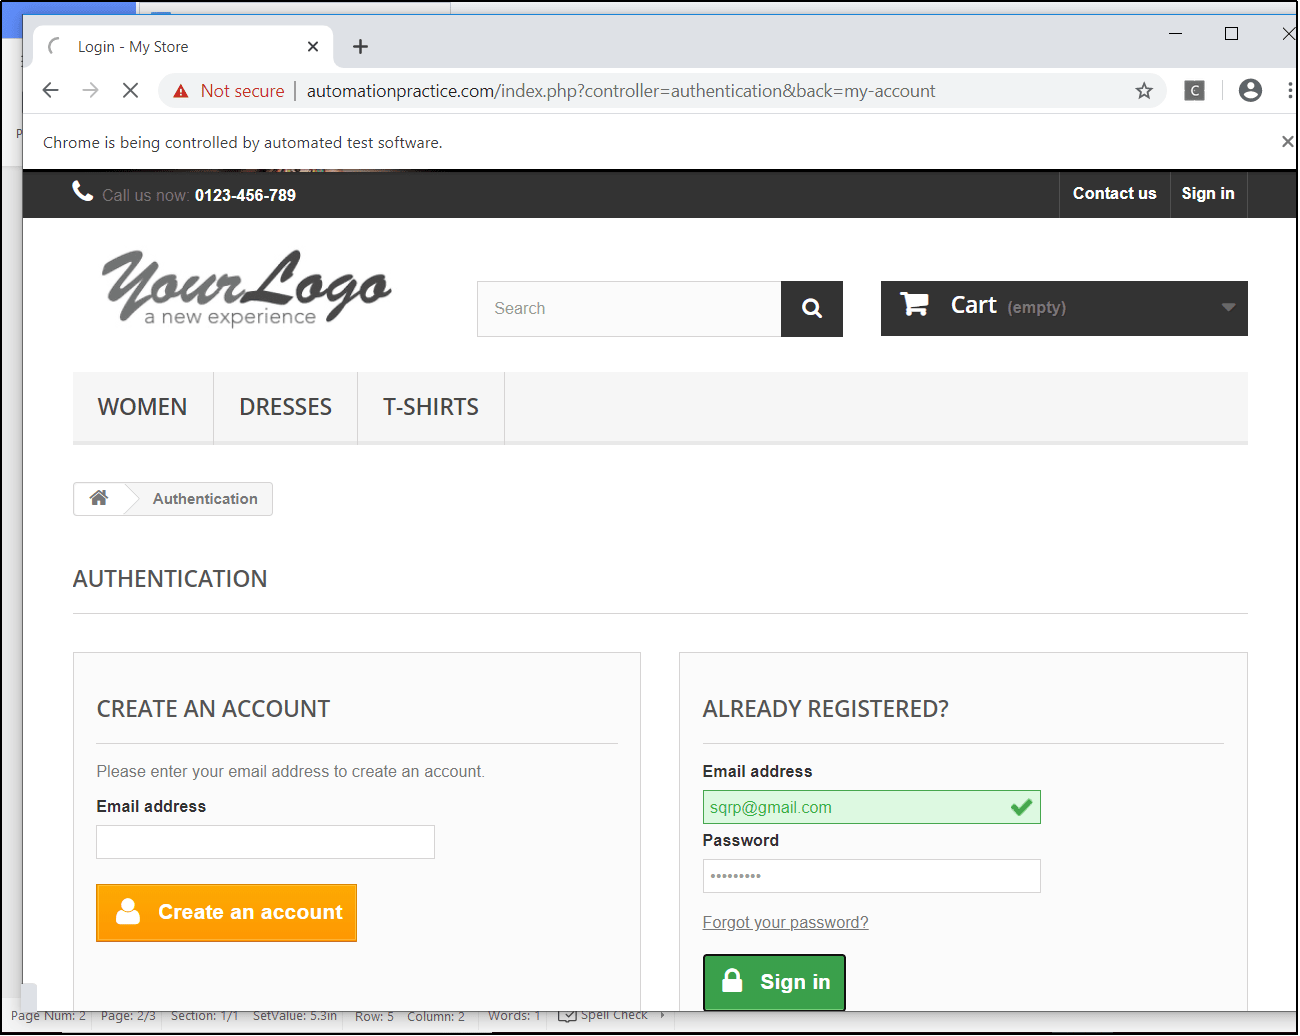 Login - My Store
Not secure | automationpractice.com/index.php?controller=authentication&back=my-account
C
P
Chrome is being controlled by automated test software.
Call us now: 0123-456-789
Contact us
Sign in
YourLogo
a new experience
Search
Cart (empty)
WOMEN
DRESSES
T-SHIRTS
Authentication
AUTHENTICATION
CREATE AN ACCOUNT
Please enter your email address to create an account.
Email address
Create an account
ALREADY REGISTERED?
Email address
sqrp@gmail.com
Password
•••••••••
Forgot your password?
Sign in
Page Num: 2 Page: 2/3 Section: 1/1 SetValue: 5.3in Row: 5 Column: 2 Words: 1 Spell Check